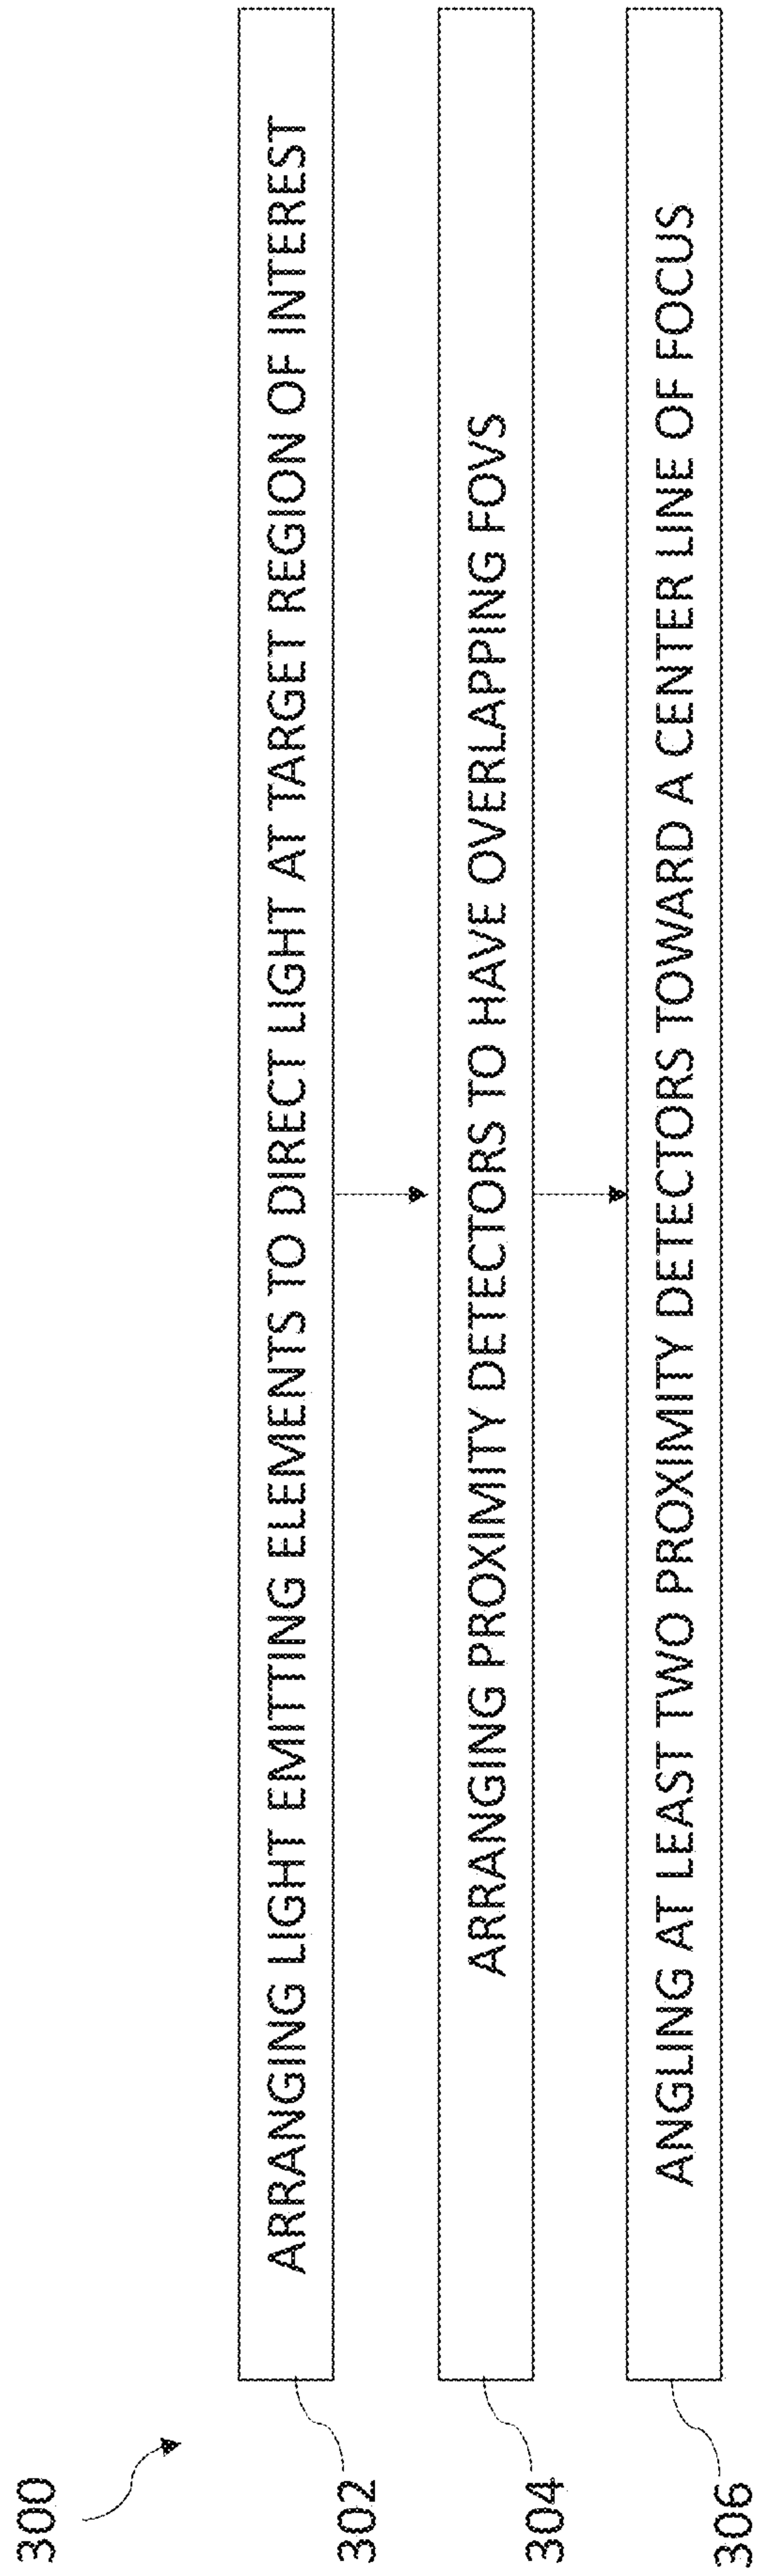 300
302
ARRANGING LIGHT EMITTING ELEMENTS TO DIRECT LIGHT AT TARGET REGION OF INTEREST
304
ARRANGING PROXIMITY DETECTORS TO HAVE OVERLAPPING FOVS
306
ANGLING AT LEAST TWO PROXIMITY DETECTORS TOWARD A CENTER LINE OF FOCUS